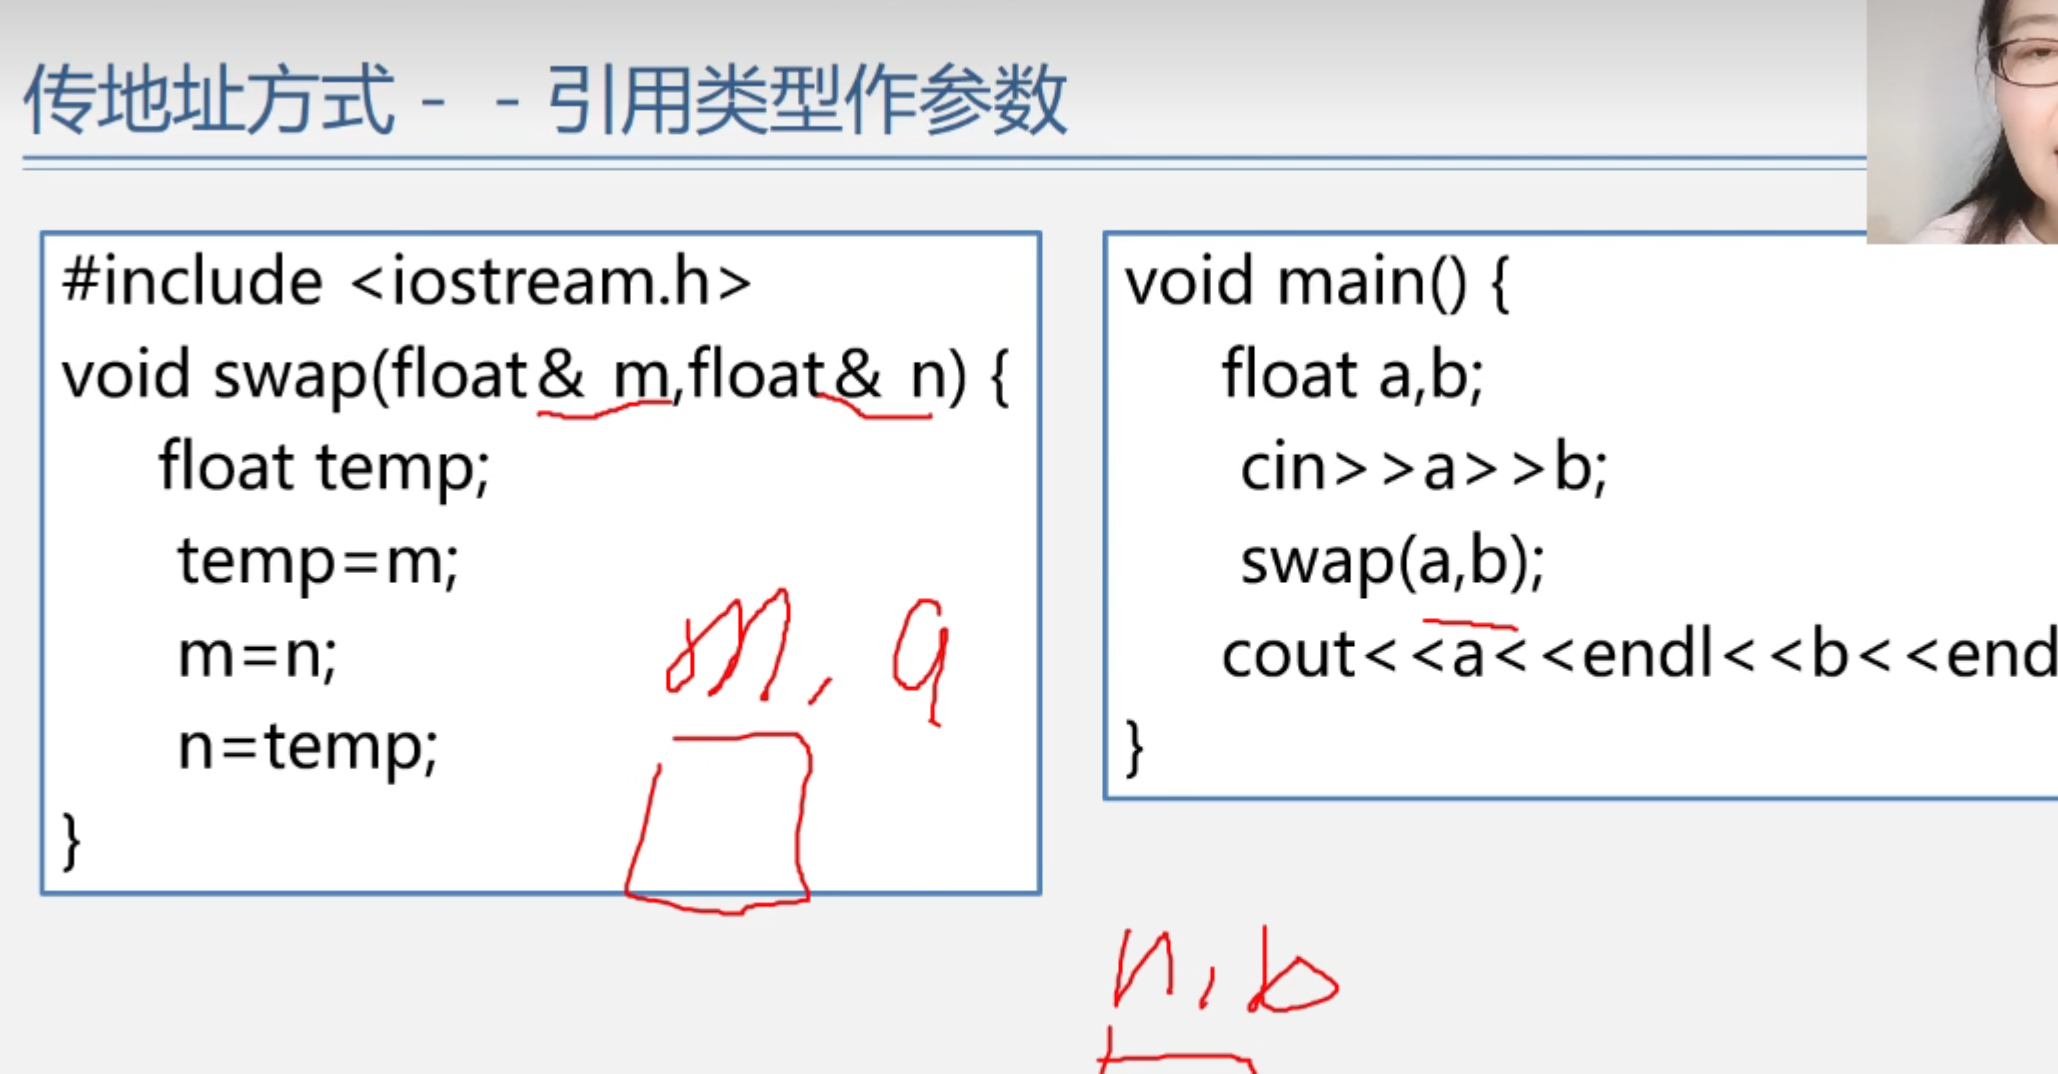 传地址方式- -引用类型作参数
#include <iostream.h>
void swap(float& m,float& n) {
float temp;
temp=m;
m=n;
n=temp;
}
m, a
void main() {
float a,b;
cin>>a>>b;
swap(a,b);
cout<<a<<endl<<b<<end
}
n, b